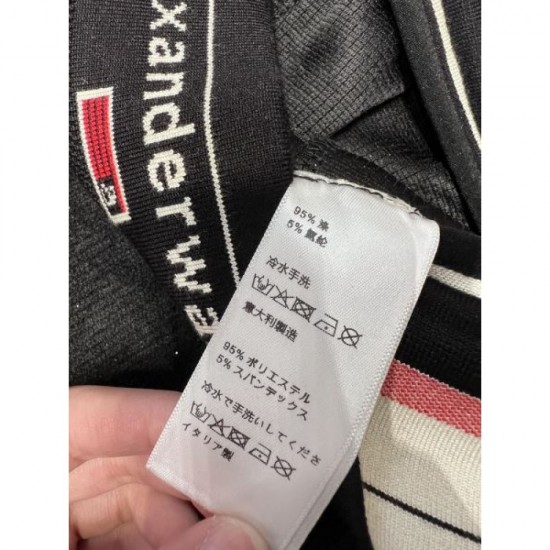 xanderwa
95% 滌
5% 氨綸
冷水手洗
意大利製造
95% ポリエステル
5% スパンデックス
冷水で手洗いしてくださ
イタリア製